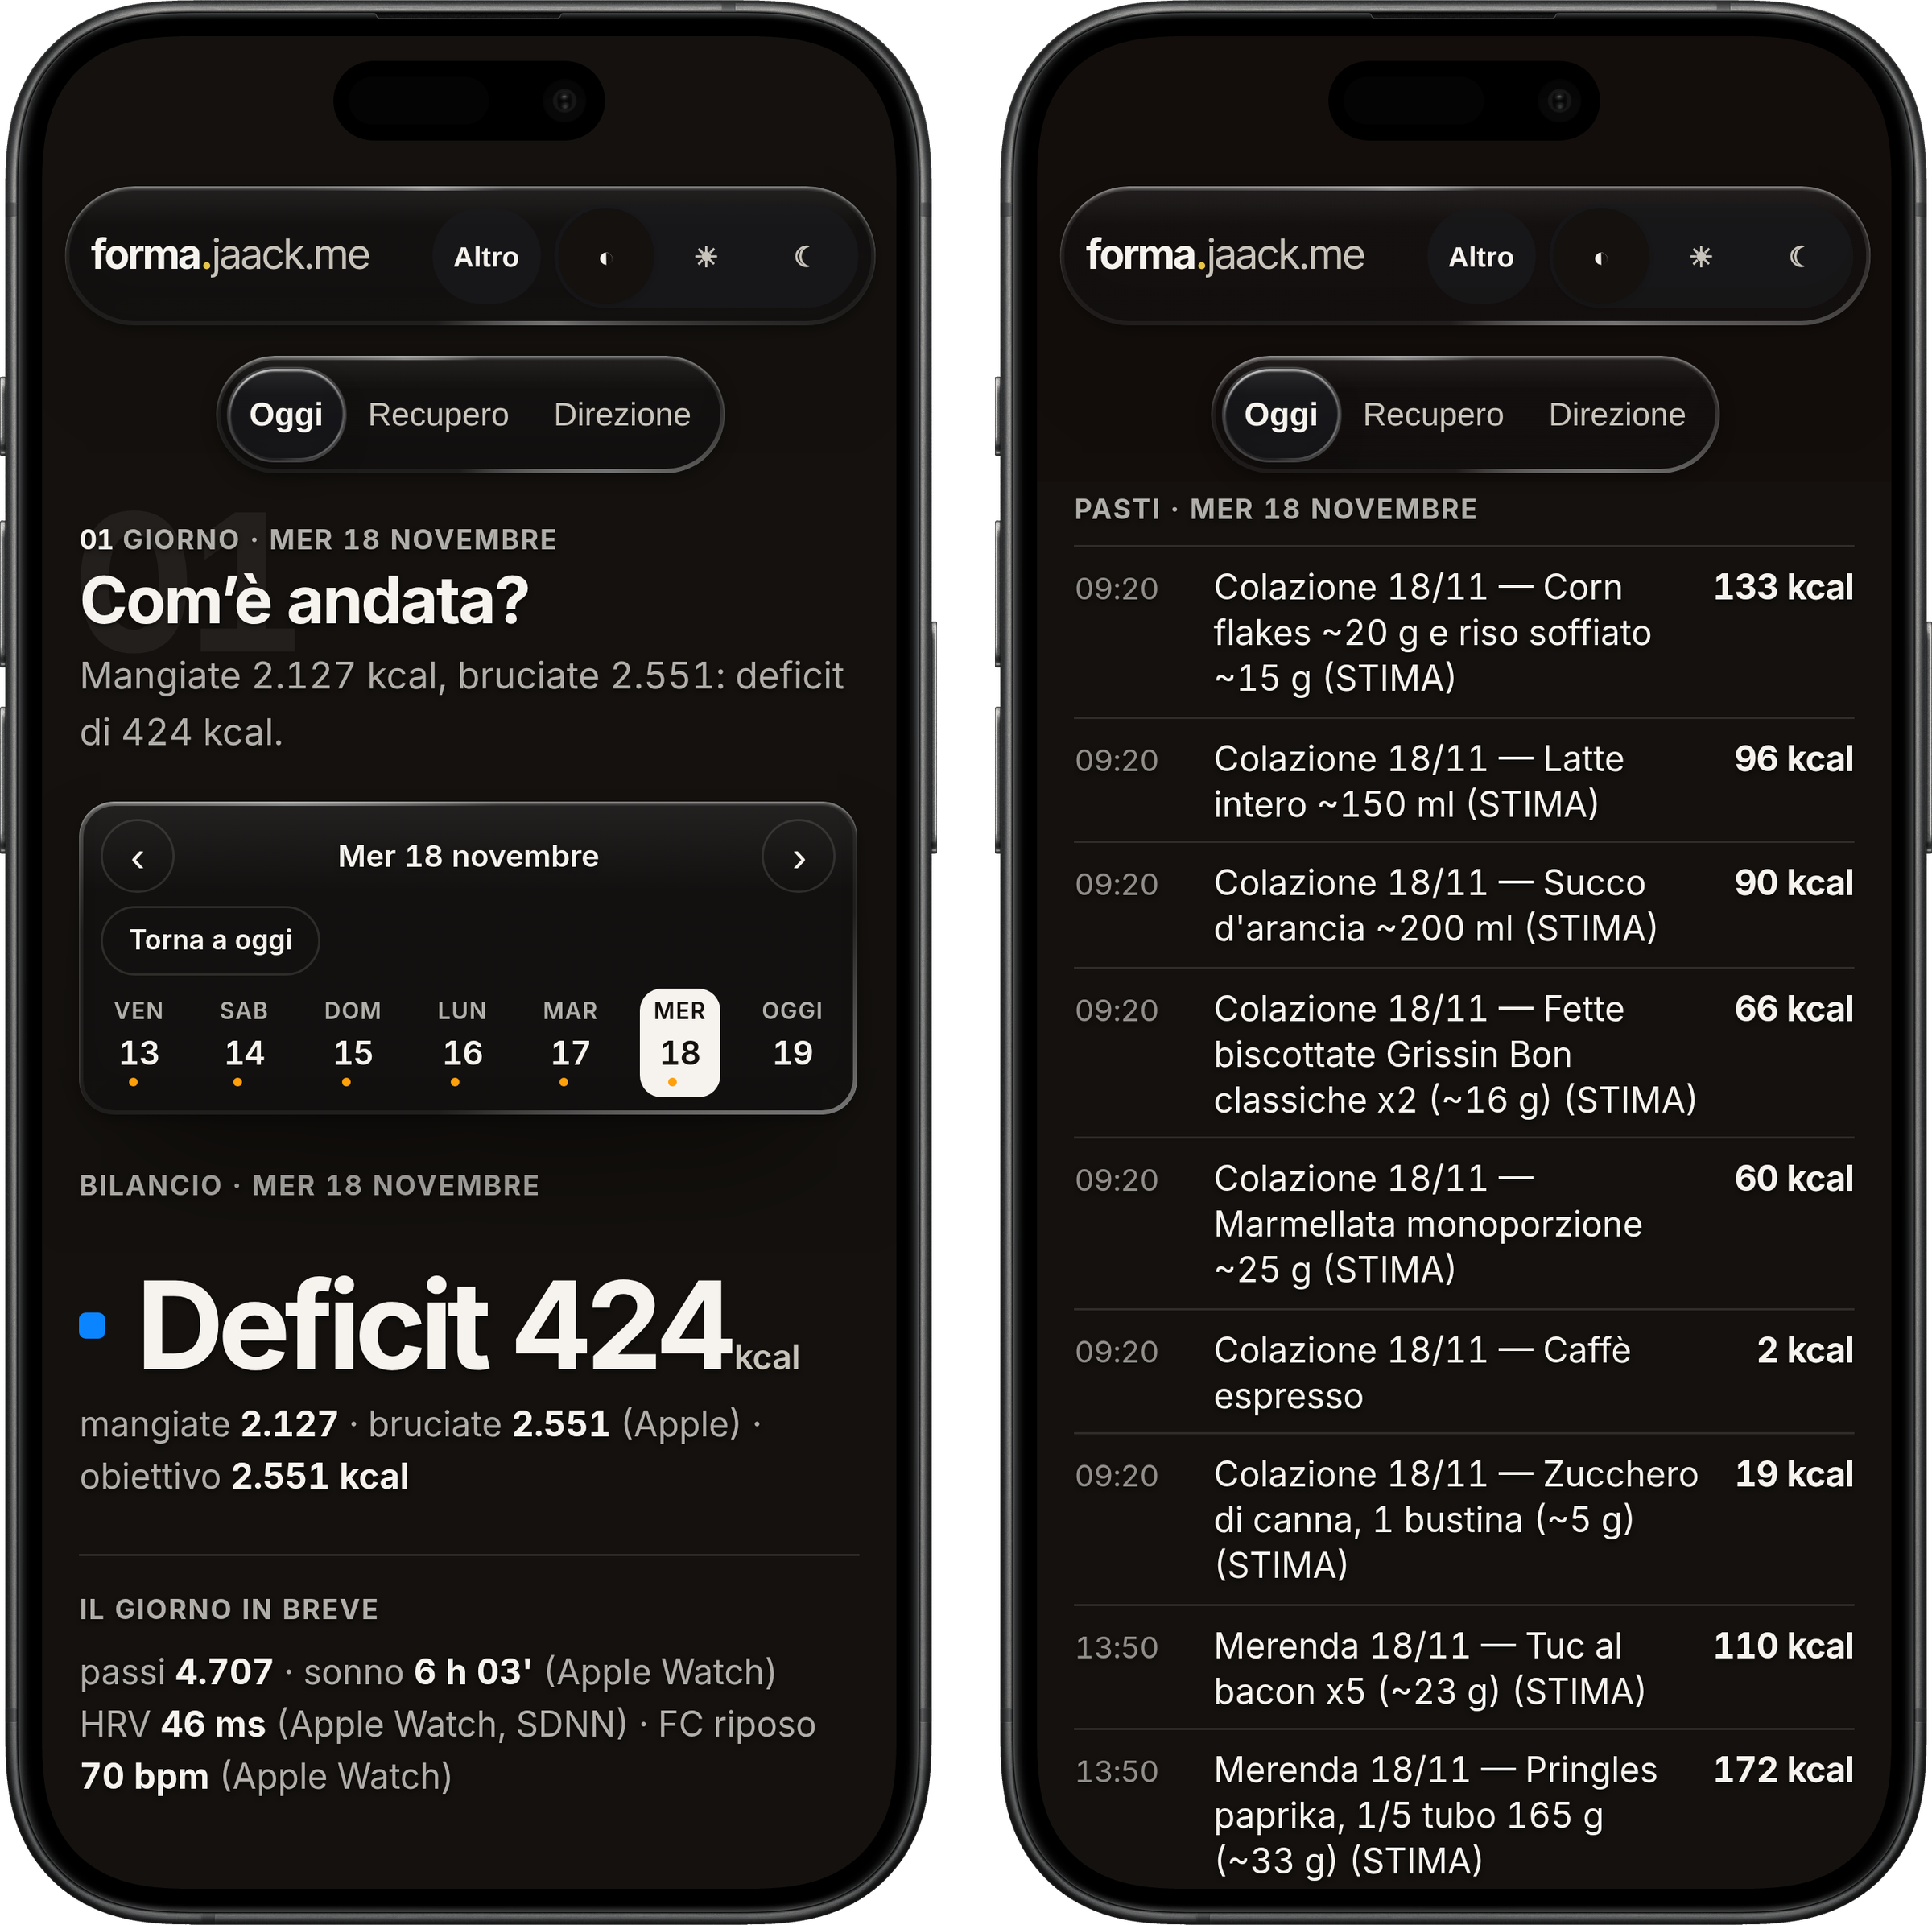 forma.jaack.me Altro
Oggi Recupero Direzione
01
01 GIORNO · MER 18 NOVEMBRE
Com’è andata?
Mangiate 2.127 kcal, bruciate 2.551: deficit
di 424 kcal.
‹ Mer 18 novembre ›
Torna a oggi
VEN SAB DOM LUN MAR MER OGGI
13 14 15 16 17 18 19
BILANCIO · MER 18 NOVEMBRE
Deficit 424kcal
mangiate 2.127 · bruciate 2.551 (Apple) ·
obiettivo 2.551 kcal
IL GIORNO IN BREVE
passi 4.707 · sonno 6 h 03' (Apple Watch)
HRV 46 ms (Apple Watch, SDNN) · FC riposo
70 bpm (Apple Watch)
forma.jaack.me Altro
Oggi Recupero Direzione
PASTI · MER 18 NOVEMBRE
09:20 Colazione 18/11 — Corn 133 kcal
flakes ~20 g e riso soffiato
~15 g (STIMA)
09:20 Colazione 18/11 — Latte 96 kcal
intero ~150 ml (STIMA)
09:20 Colazione 18/11 — Succo 90 kcal
d'arancia ~200 ml (STIMA)
09:20 Colazione 18/11 — Fette 66 kcal
biscottate Grissin Bon
classiche x2 (~16 g) (STIMA)
09:20 Colazione 18/11 — 60 kcal
Marmellata monoporzione
~25 g (STIMA)
09:20 Colazione 18/11 — Caffè 2 kcal
espresso
09:20 Colazione 18/11 — Zucchero 19 kcal
di canna, 1 bustina (~5 g)
(STIMA)
13:50 Merenda 18/11 — Tuc al 110 kcal
bacon x5 (~23 g) (STIMA)
13:50 Merenda 18/11 — Pringles 172 kcal
paprika, 1/5 tubo 165 g
(~33 g) (STIMA)